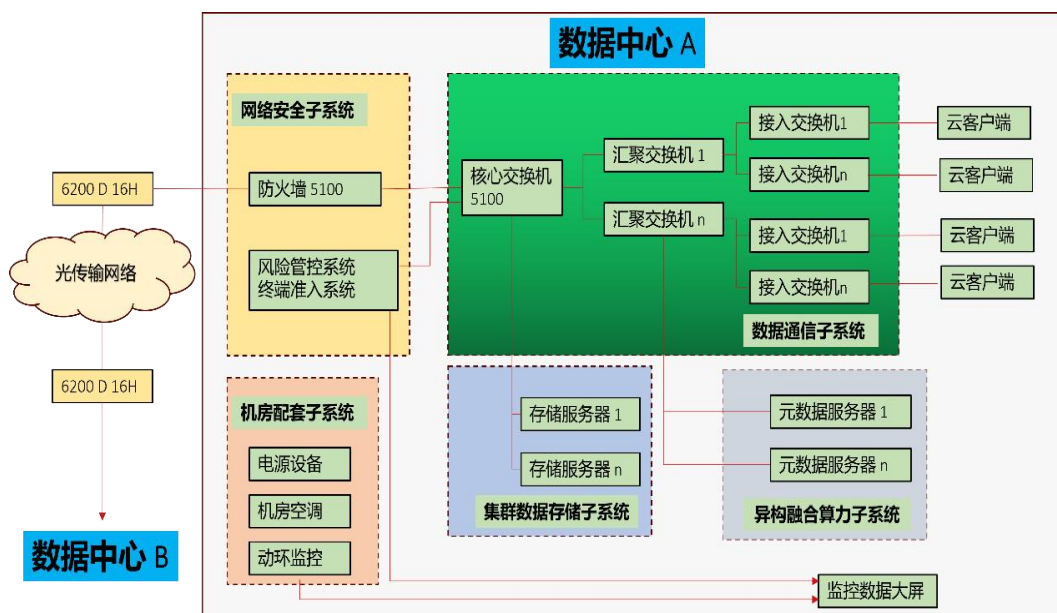 数据中心 A
网络安全子系统
防火墙 5100
风险管控系统
终端准入系统
6200 D 16H
光传输网络
6200 D 16H
数据中心 B
核心交换机
5100
汇聚交换机 1
汇聚交换机 n
接入交换机1
接入交换机n
接入交换机1
接入交换机n
云客户端
云客户端
云客户端
云客户端
数据通信子系统
机房配套子系统
电源设备
机房空调
动环监控
存储服务器 1
存储服务器 n
集群数据存储子系统
元数据服务器 1
元数据服务器 n
异构融合算力子系统
监控数据大屏